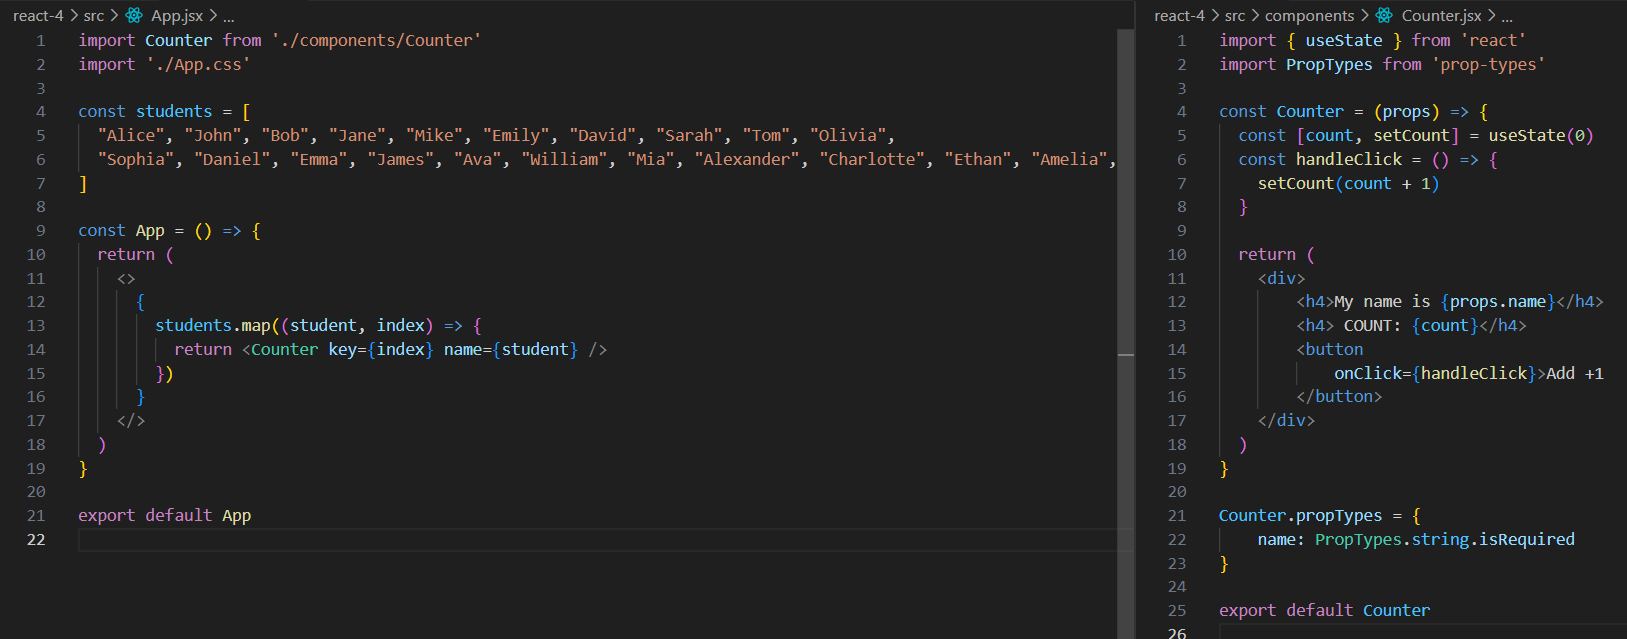 react-4 > src > App.jsx > ...
1 import Counter from './components/Counter'
2 import './App.css'
3
4 const students = [
5   "Alice", "John", "Bob", "Jane", "Mike", "Emily", "David", "Sarah", "Tom", "Olivia",
6   "Sophia", "Daniel", "Emma", "James", "Ava", "William", "Mia", "Alexander", "Charlotte", "Ethan", "Amelia",
7 ]
8
9 const App = () => {
10   return (
11     <>
12       {
13         students.map((student, index) => {
14           return <Counter key={index} name={student} />
15         })
16       }
17     </>
18   )
19 }
20
21 export default App
22
react-4 > src > components > Counter.jsx > ...
1 import { useState } from 'react'
2 import PropTypes from 'prop-types'
3
4 const Counter = (props) => {
5   const [count, setCount] = useState(0)
6   const handleClick = () => {
7     setCount(count + 1)
8   }
9
10   return (
11     <div>
12         <h4>My name is {props.name}</h4>
13         <h4> COUNT: {count}</h4>
14         <button
15             onClick={handleClick}>Add +1
16         </button>
17     </div>
18   )
19 }
20
21 Counter.propTypes = {
22     name: PropTypes.string.isRequired
23 }
24
25 export default Counter
26